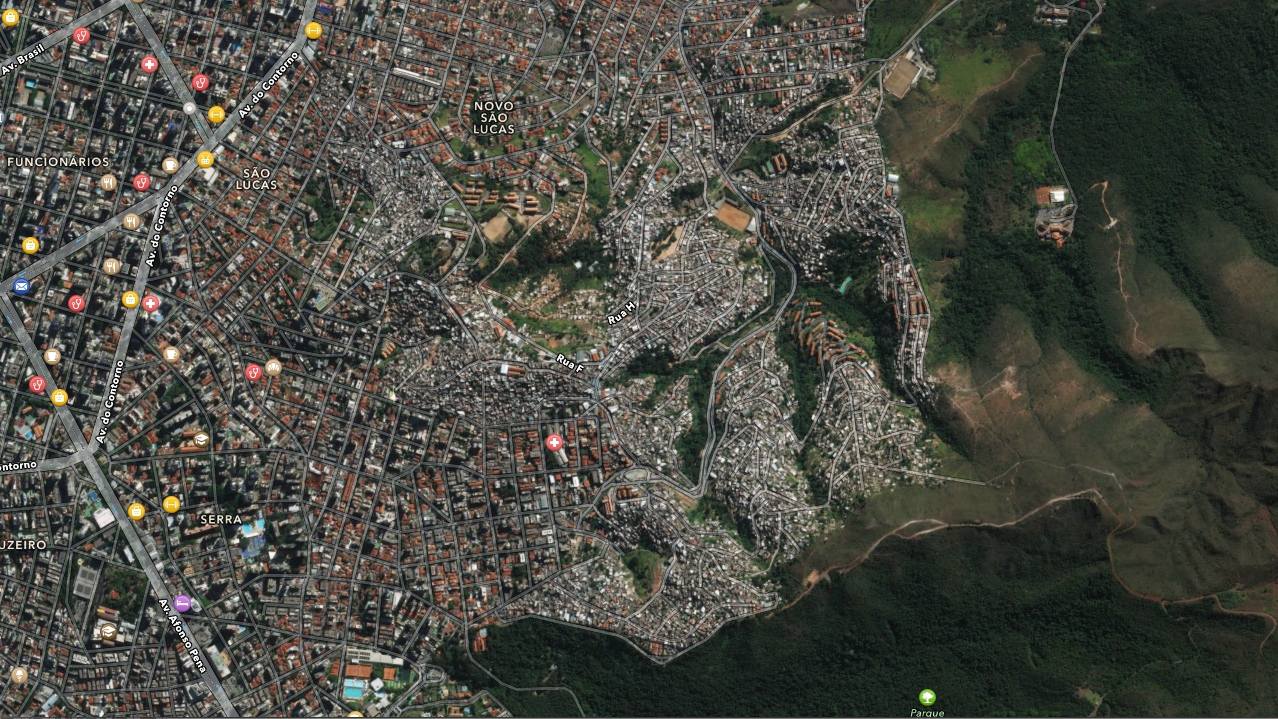 Av. Brasil
Av. do Contorno
NOVO
SÃO
LUCAS
FUNCIONÁRIOS
SÃO
LUCAS
Av. do Contorno
Rua H
Rua F
Av. do Contorno
ontorno
SERRA
UZEIRO
Av. Afonso Pena
Parque